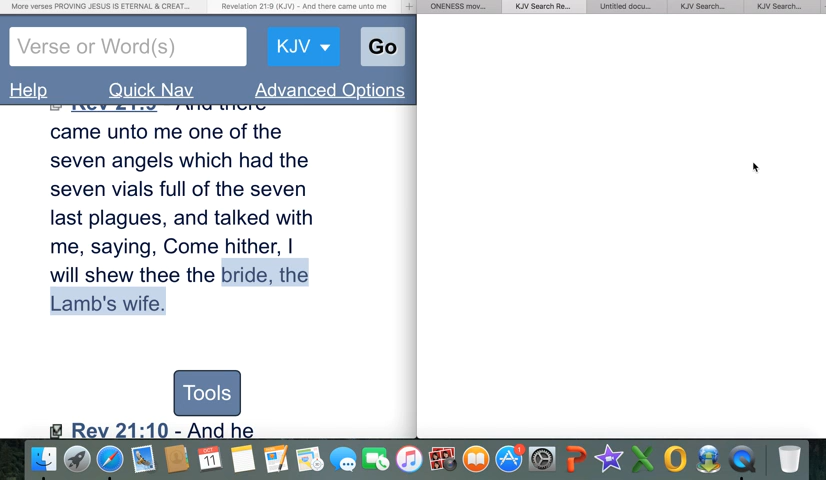 More verses PROVING JESUS IS ETERNAL & CREAT...
Revelation 21:9 (KJV) - And there came unto me
ONENESS mov...
KJV Search Re...
Untitled docu...
KJV Search...
KJV Search...
Verse or Word(s)
KJV
Go
Help
Quick Nav
Advanced Options
Rev 21:9 - And there
came unto me one of the
seven angels which had the
seven vials full of the seven
last plagues, and talked with
me, saying, Come hither, I
will shew thee the bride, the
Lamb's wife.
Tools
Rev 21:10 - And he
OCT
11
1